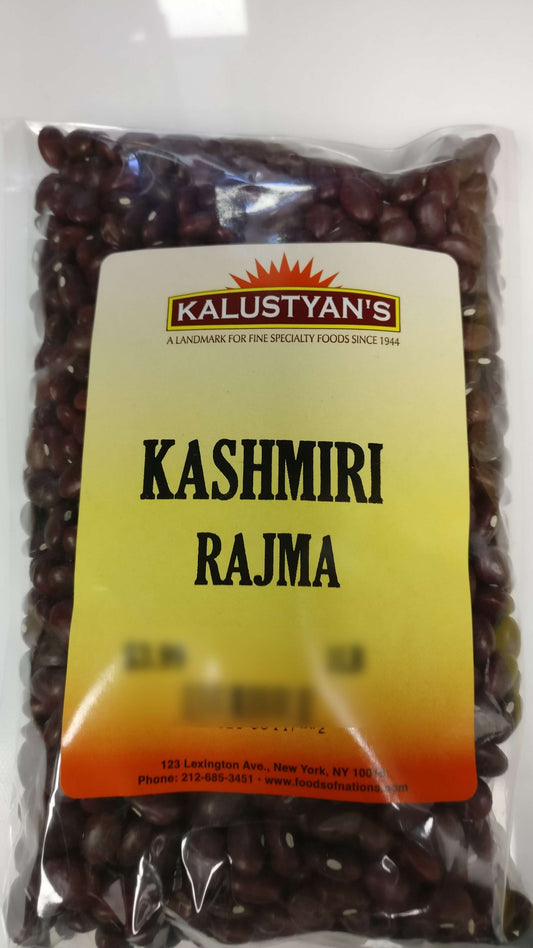 KALUSTYAN'S
A LANDMARK FOR FINE SPECIALTY FOODS SINCE 1944
KASHMIRI
RAJMA
123 Lexington Ave., New York, NY
Phone: 212-685-3451 • www.foodsofnations.com